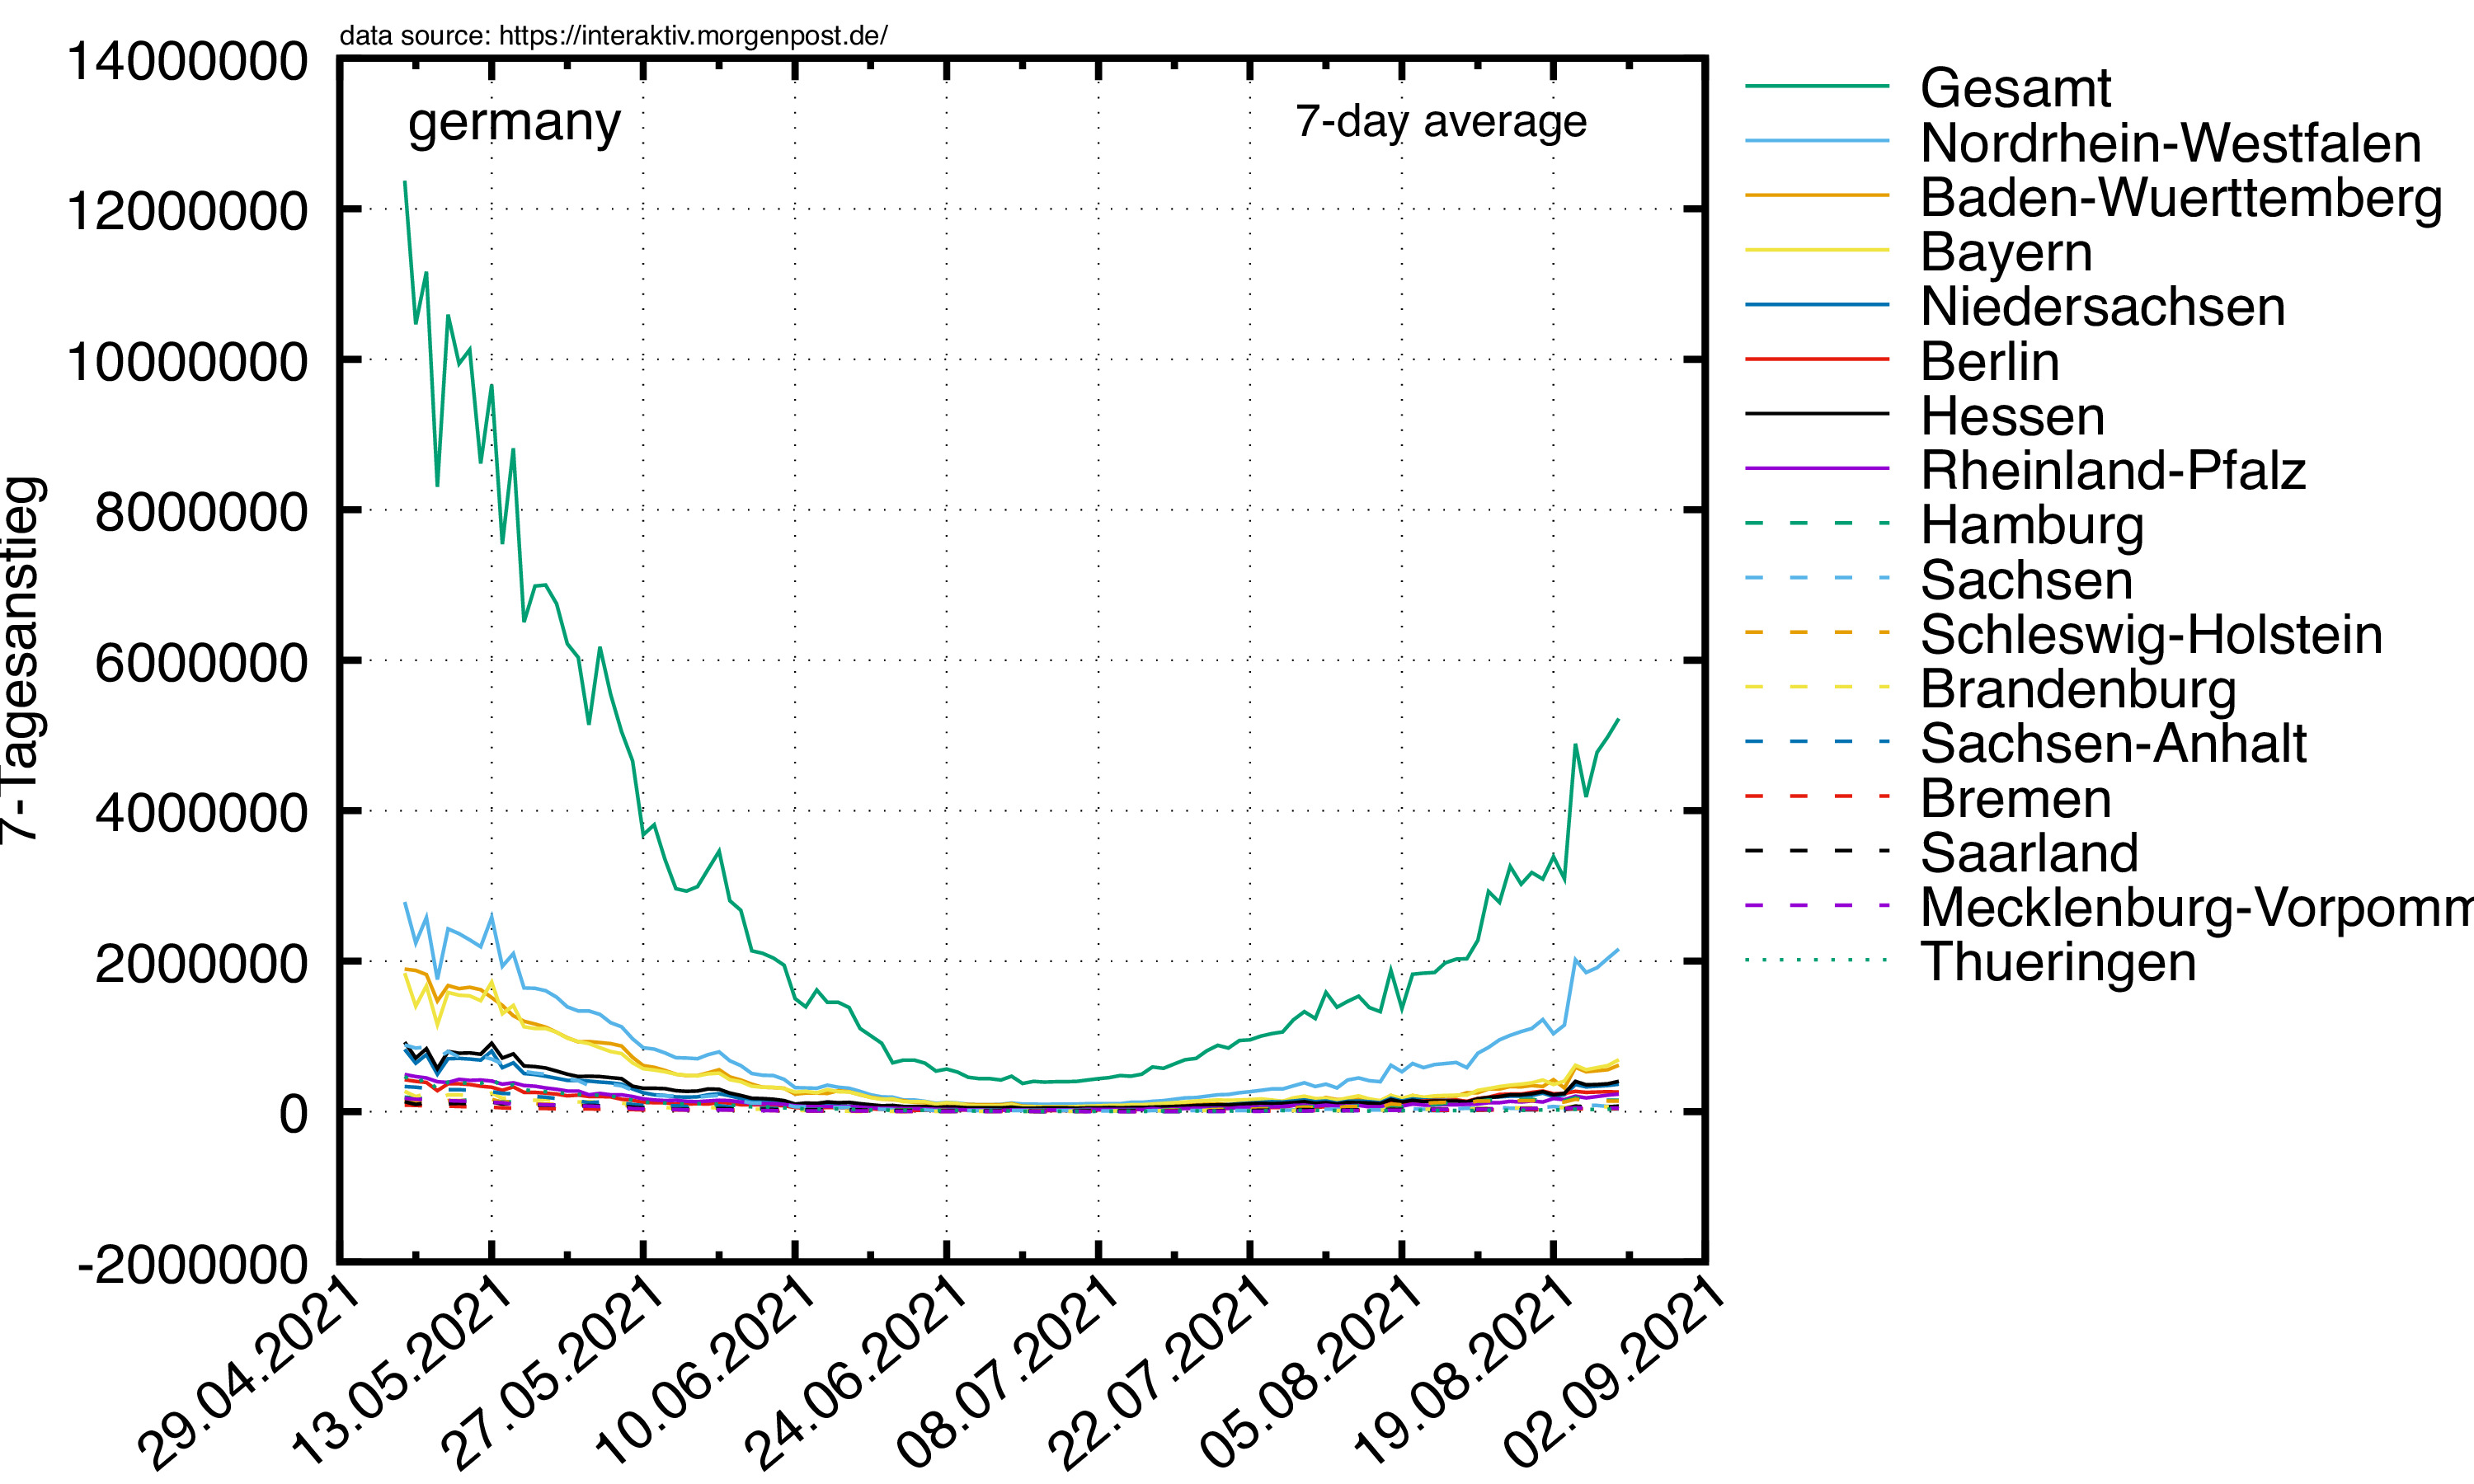 data source: https://interaktiv.morgenpost.de/
germany
7-day average
14000000
12000000
10000000
8000000
6000000
4000000
2000000
0
-2000000
7-Tagesanstieg
29.04.2021
13.05.2021
27.05.2021
10.06.2021
24.06.2021
08.07.2021
22.07.2021
05.08.2021
19.08.2021
02.09.2021
Gesamt
Nordrhein-Westfalen
Baden-Wuerttemberg
Bayern
Niedersachsen
Berlin
Hessen
Rheinland-Pfalz
Hamburg
Sachsen
Schleswig-Holstein
Brandenburg
Sachsen-Anhalt
Bremen
Saarland
Mecklenburg-Vorpomm
Thueringen